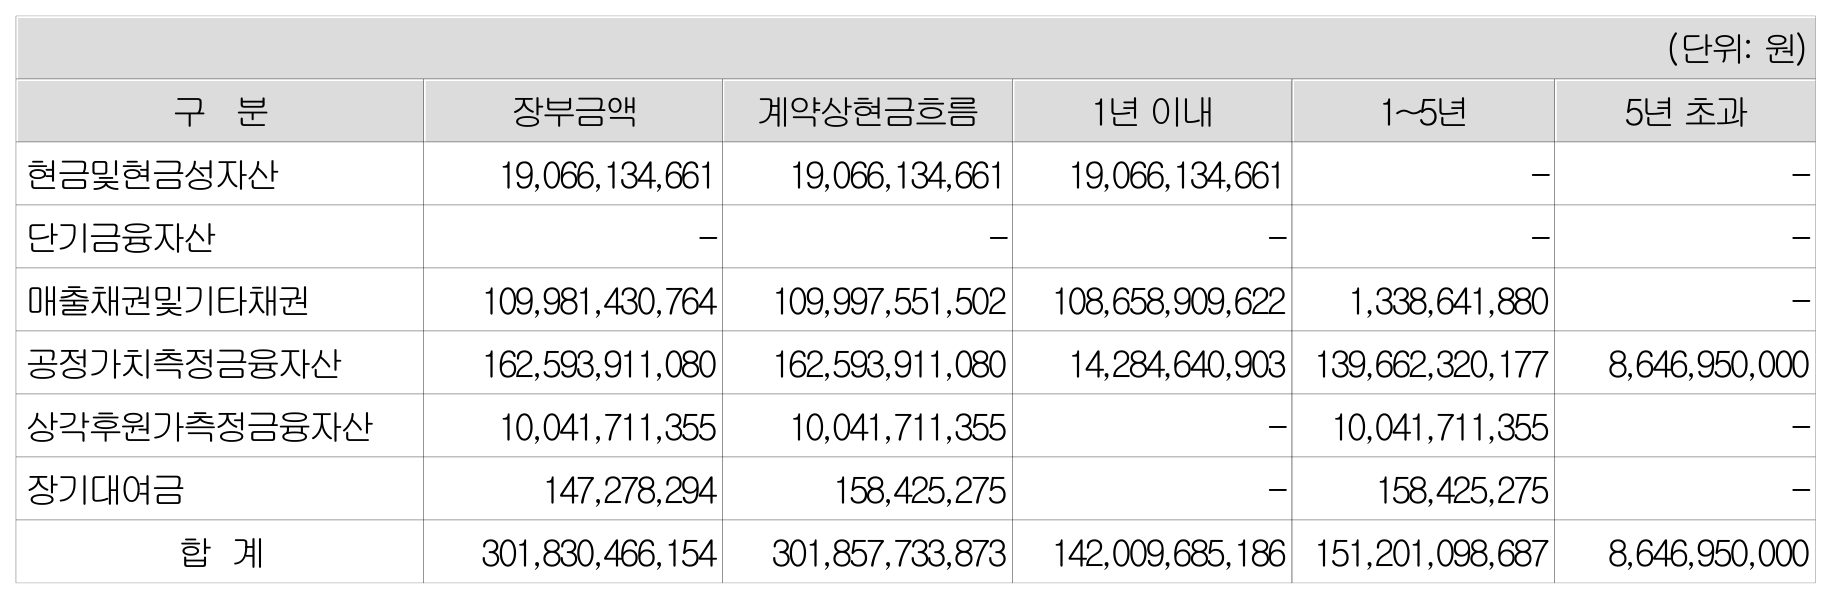 (단위: 원)
구 분 장부금액 계약상현금흐름 1년 이내 1~5년 5년 초과
현금및현금성자산 19,066,134,661 19,066,134,661 19,066,134,661 – –
단기금융자산 – – – – –
매출채권및기타채권 109,981,430,764 109,997,551,502 108,658,909,622 1,338,641,880 –
공정가치측정금융자산 162,593,911,080 162,593,911,080 14,284,640,903 139,662,320,177 8,646,950,000
상각후원가측정금융자산 10,041,711,355 10,041,711,355 – 10,041,711,355 –
장기대여금 147,278,294 158,425,275 – 158,425,275 –
합 계 301,830,466,154 301,857,733,873 142,009,685,186 151,201,098,687 8,646,950,000